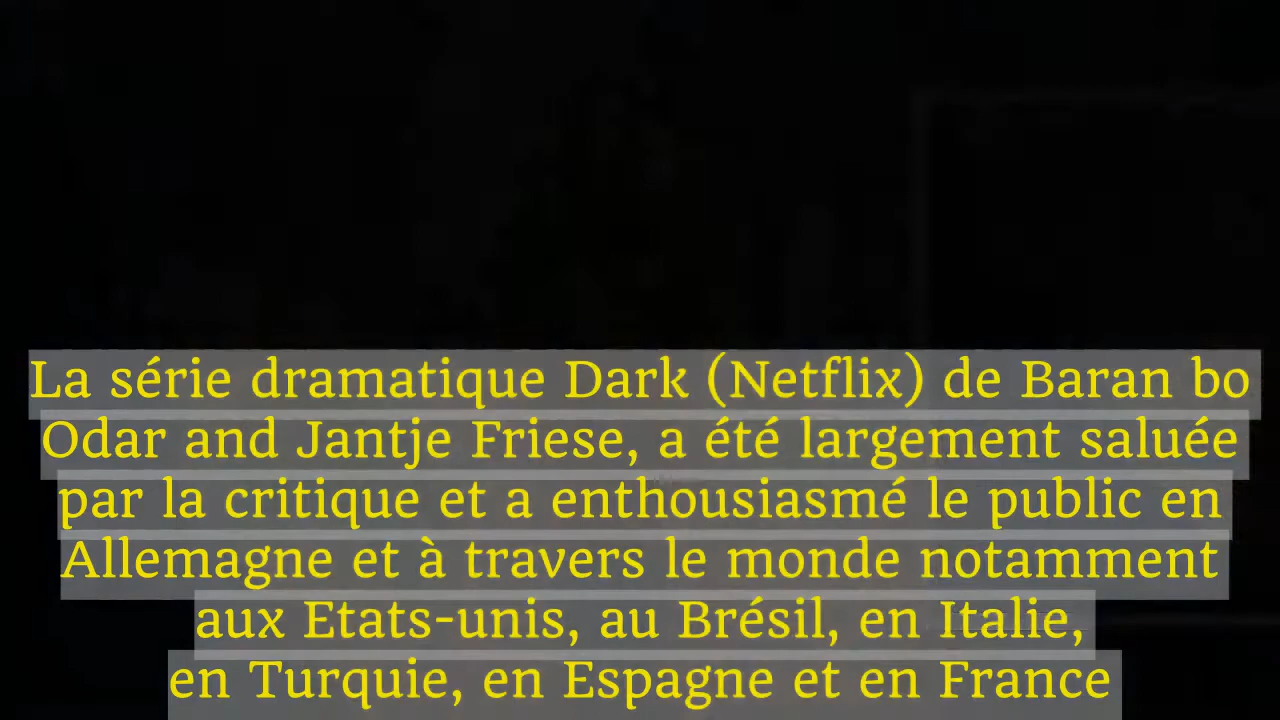 La série dramatique Dark (Netflix) de Baran bo
Odar and Jantje Friese, a été largement saluée
par la critique et a enthousiasmé le public en
Allemagne et à travers le monde notamment
aux Etats-unis, au Brésil, en Italie,
en Turquie, en Espagne et en France